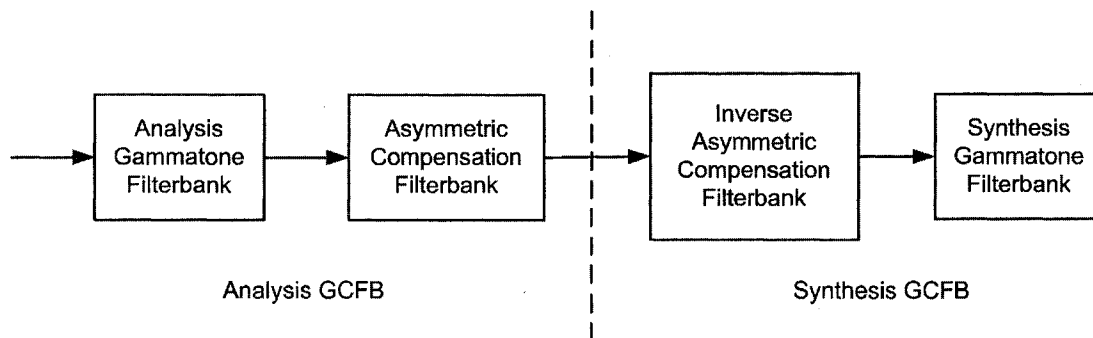 Analysis
Gammatone
Filterbank
Asymmetric
Compensation
Filterbank
Inverse
Asymmetric
Compensation
Filterbank
Synthesis
Gammatone
Filterbank
Analysis GCFB
Synthesis GCFB